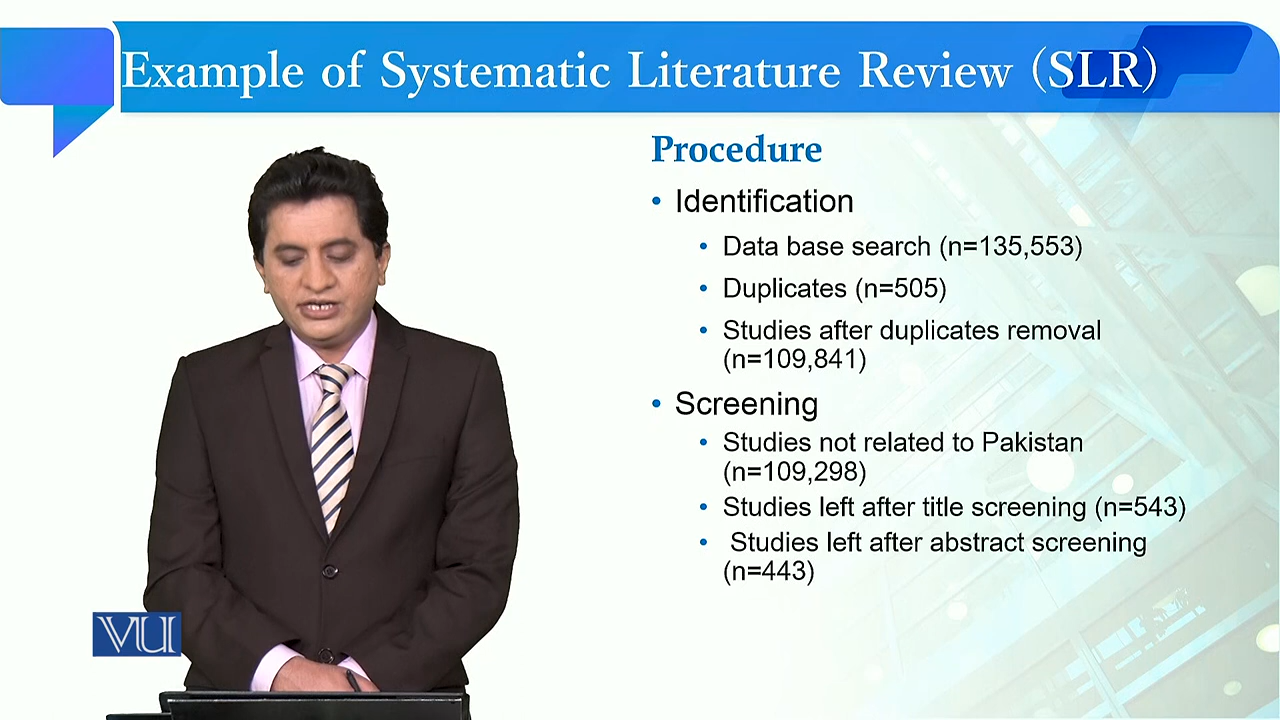 Example of Systematic Literature Review (SLR)
Procedure
• Identification
• Data base search (n=135,553)
• Duplicates (n=505)
• Studies after duplicates removal
(n=109,841)
• Screening
• Studies not related to Pakistan
(n=109,298)
• Studies left after title screening (n=543)
• Studies left after abstract screening
(n=443)
VU